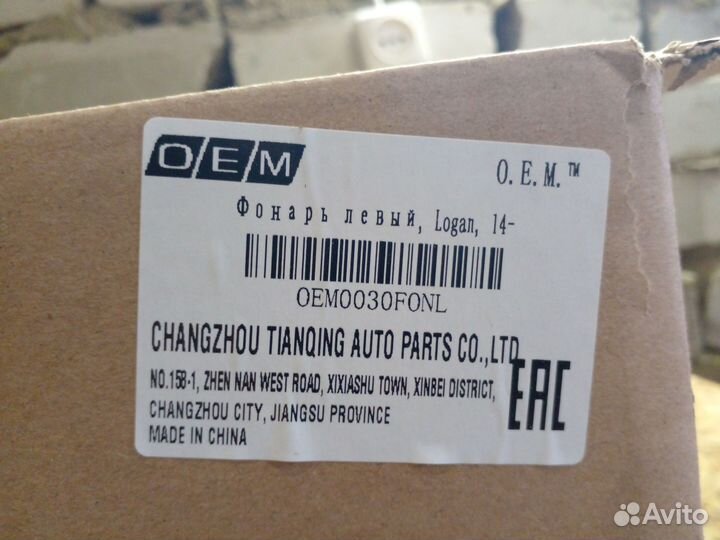 OEM
O.E.M.™
Фонарь левый, Logan, 14-
OEM0030FONL
CHANGZHOU TIANQING AUTO PARTS CO.,LTD
NO.158-1, ZHEN NAN WEST ROAD, XIXIASHU TOWN, XINBEI DISTRICT,
CHANGZHOU CITY, JIANGSU PROVINCE
MADE IN CHINA
EAC
Avito